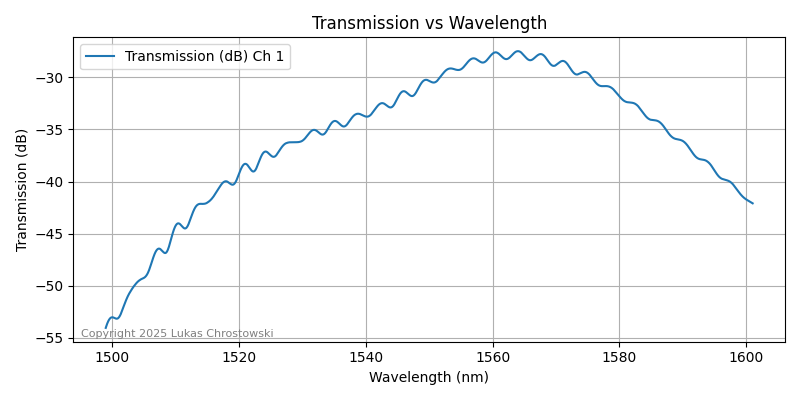 Transmission vs Wavelength
Transmission (dB) Ch 1
Transmission (dB)
−30
−35
−40
−45
−50
−55
Copyright 2025 Lukas Chrostowski
1500 1520 1540 1560 1580 1600
Wavelength (nm)